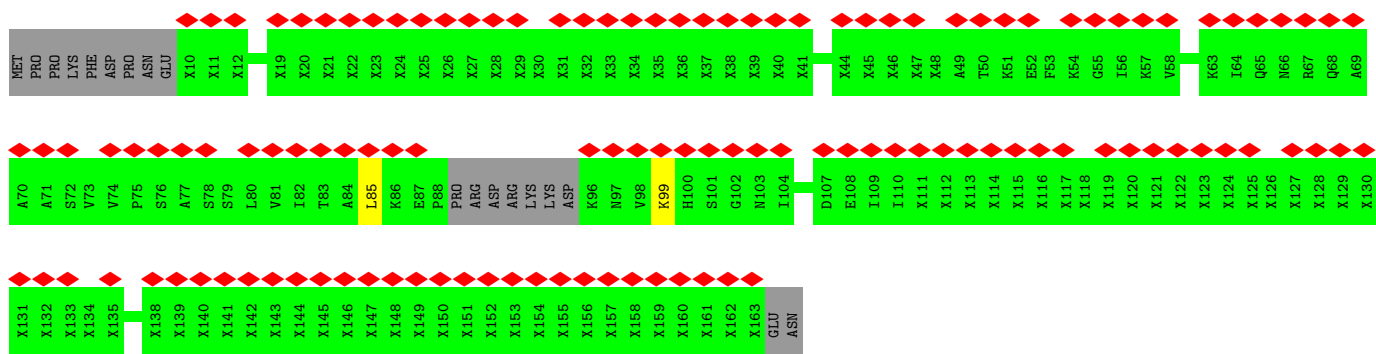 MET PRO PRO LYS PHE ASP PRO ASN GLU X10 X11 X12 X19 X20 X21 X22 X23 X24 X25 X26 X27 X28 X29 X30 X31 X32 X33 X34 X35 X36 X37 X38 X39 X40 X41 X44 X45 X46 X47 X48 A49 T50 K51 E52 F53 K54 G55 I56 K57 V58 K63 I64 Q65 N66 R67 Q68 A69
A70 A71 S72 V73 V74 P75 S76 A77 S78 S79 L80 V81 I82 T83 A84 L85 K86 E87 P88 PRO ARG ASP ARG LYS LYS ASP K96 N97 V98 K99 H100 S101 G102 N103 I104 D107 E108 I109 I110 X111 X112 X113 X114 X115 X116 X117 X118 X119 X120 X121 X122 X123 X124 X125 X126 X127 X128 X129 X130
X131 X132 X133 X134 X135 X138 X139 X140 X141 X142 X143 X144 X145 X146 X147 X148 X149 X150 X151 X152 X153 X154 X155 X156 X157 X158 X159 X160 X161 X162 X163 GLU ASN